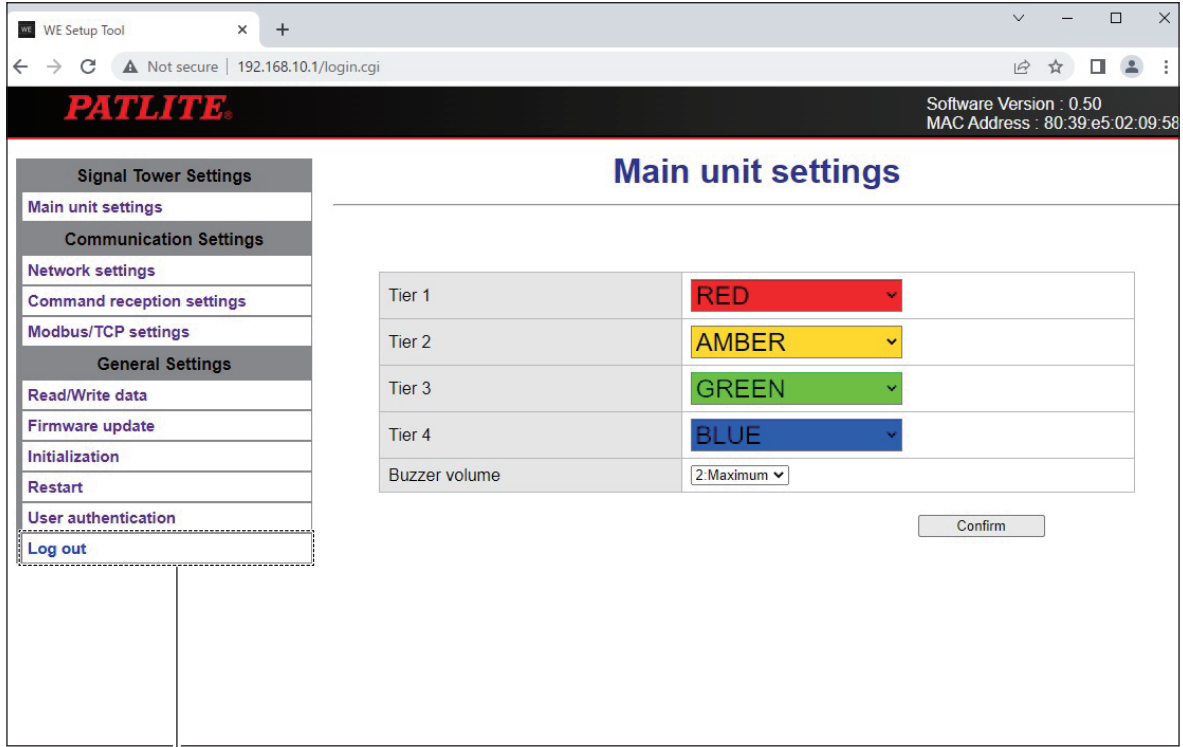 WE WE Setup Tool
Not secure | 192.168.10.1/login.cgi
PATLITE®
Software Version : 0.50
MAC Address : 80:39:e5:02:09:58
Signal Tower Settings
Main unit settings
Communication Settings
Network settings
Command reception settings
Modbus/TCP settings
General Settings
Read/Write data
Firmware update
Initialization
Restart
User authentication
Log out
Main unit settings
Tier 1 RED
Tier 2 AMBER
Tier 3 GREEN
Tier 4 BLUE
Buzzer volume 2:Maximum
Confirm